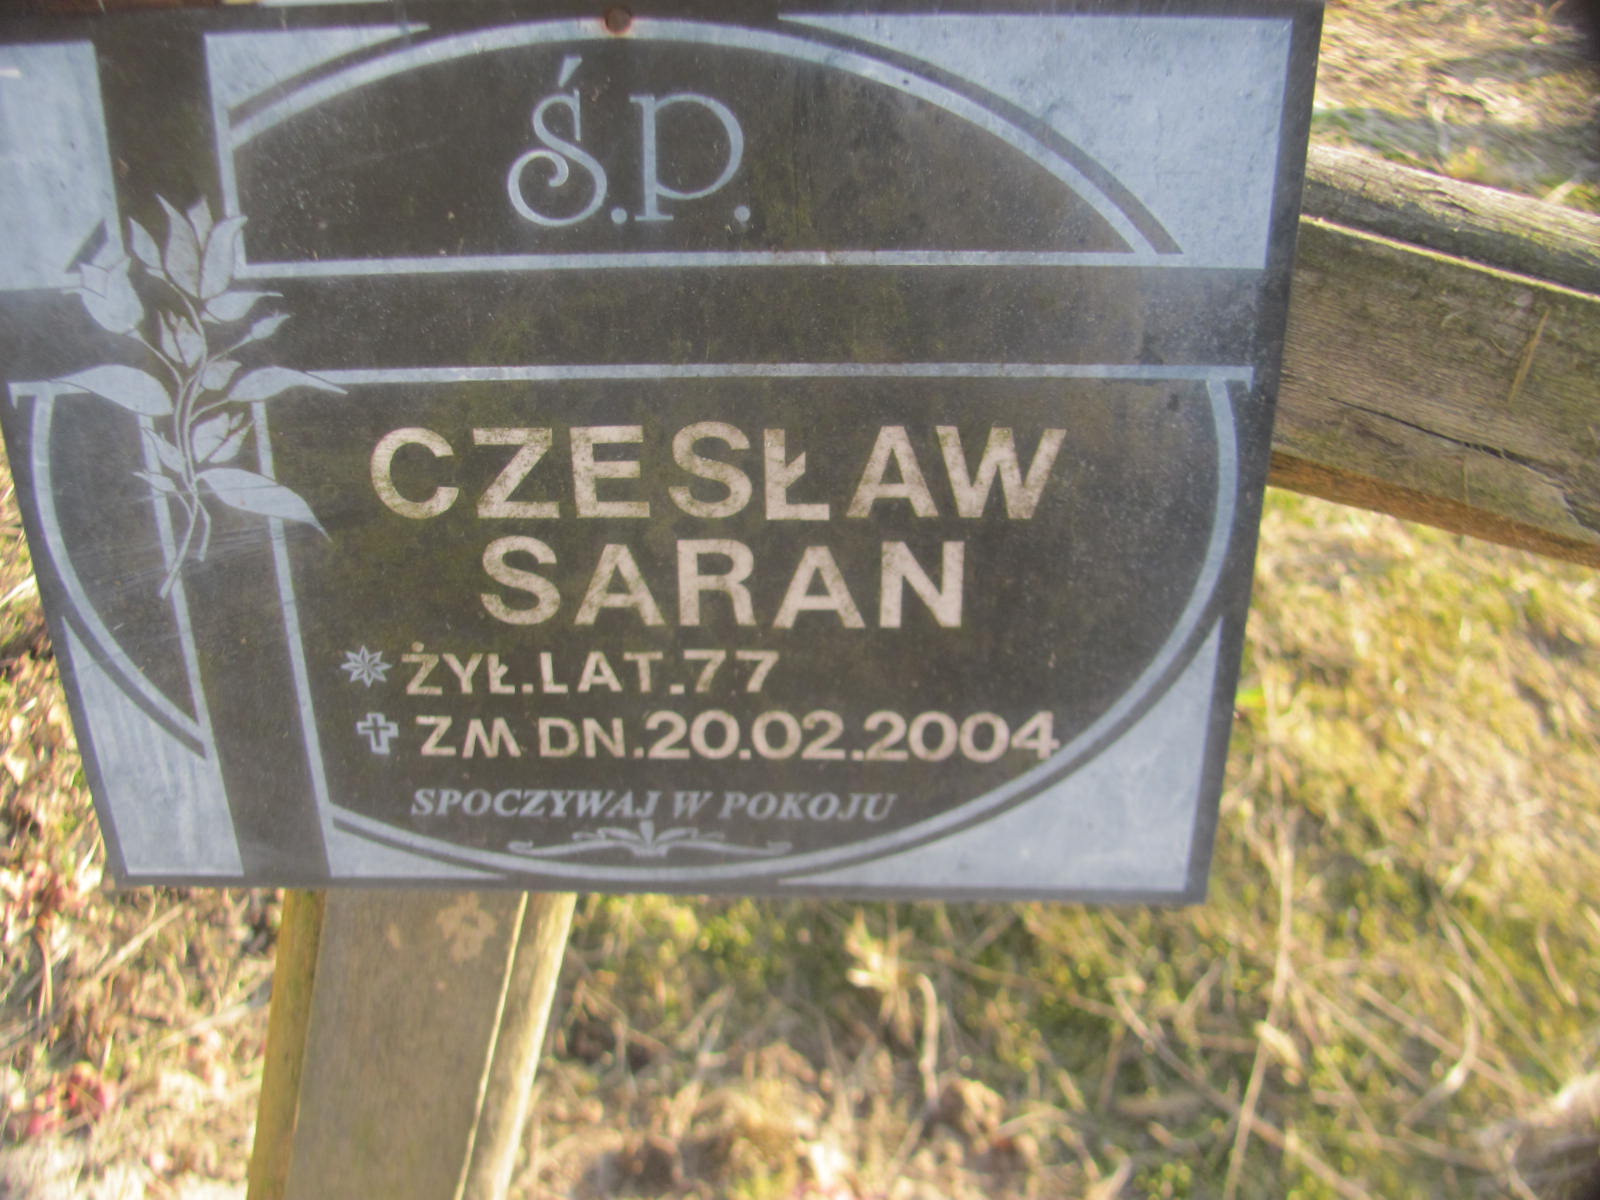 Ś.P.
CZESŁAW
SARAN
ŻYŁ.LAT.77
ZM DN.20.02.2004
SPOCZYWAJ W POKOJU